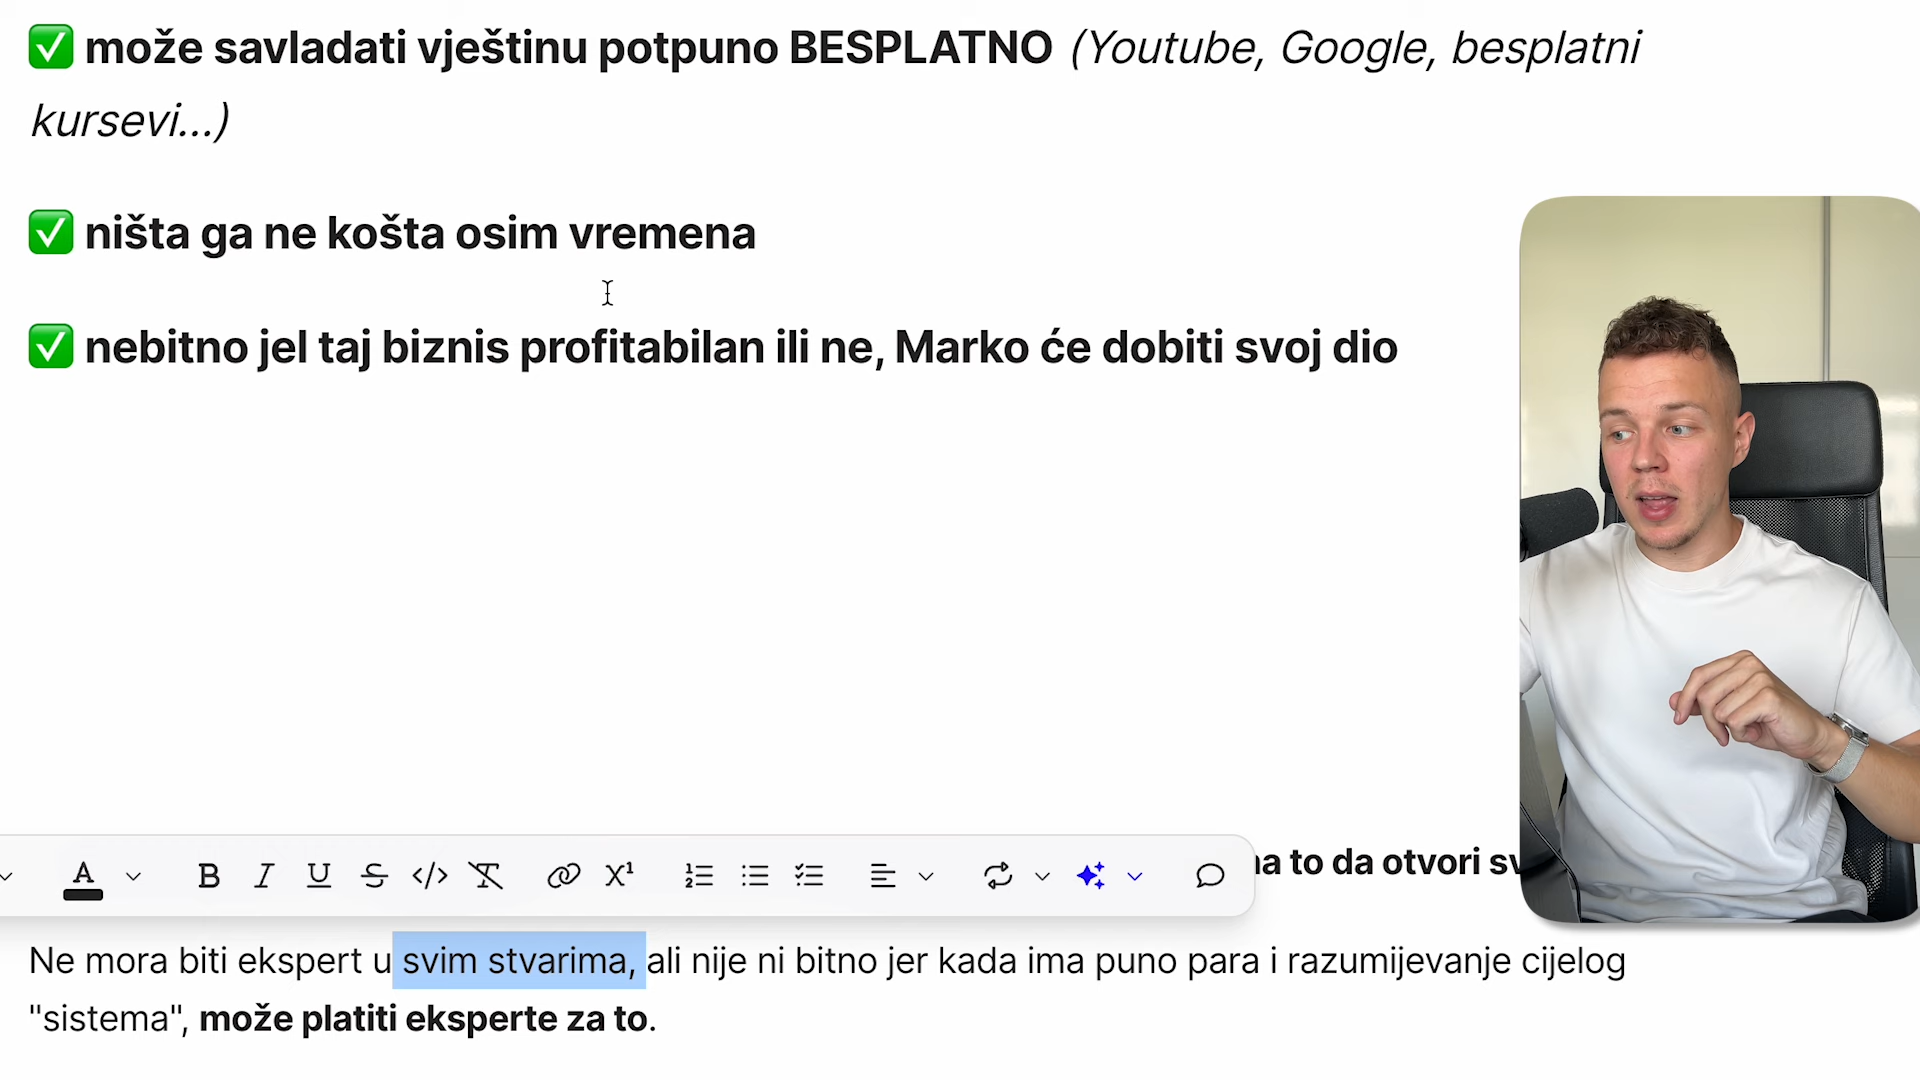 ✅ može savladati vještinu potpuno BESPLATNO (Youtube, Google, besplatni
kursevi...)
✅ ništa ga ne košta osim vremena
✅ nebitno jel taj biznis profitabilan ili ne, Marko će dobiti svoj dio
to da otvori
Ne mora biti ekspert u svim stvarima, ali nije ni bitno jer kada ima puno para i razumijevanje cijelog
"sistema", može platiti eksperte za to.